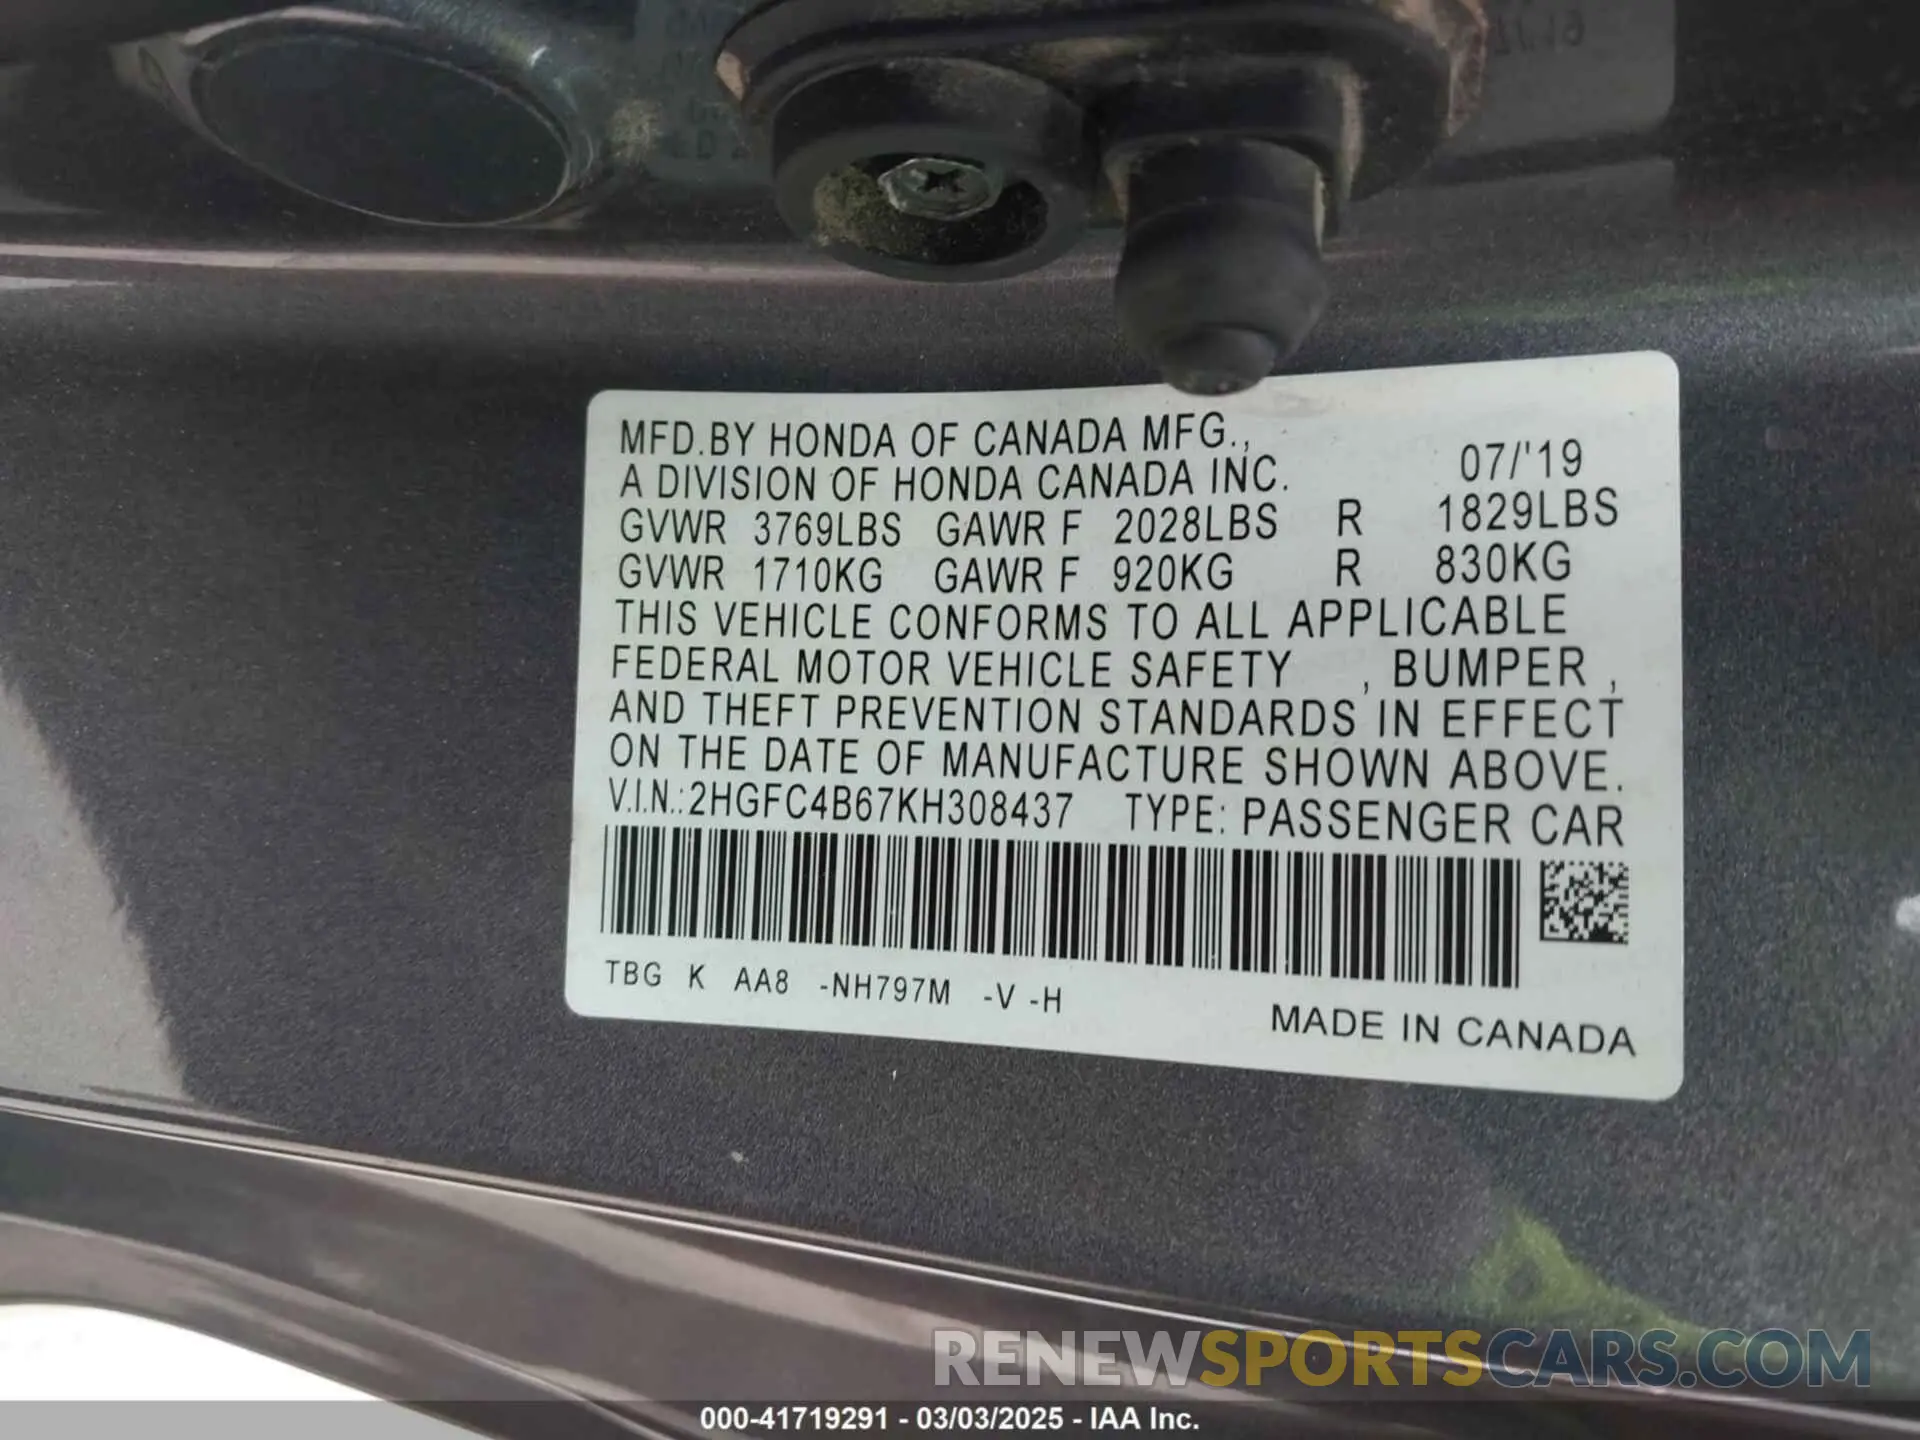 MFD.BY HONDA OF CANADA MFG.,
A DIVISION OF HONDA CANADA INC. 07/'19
GVWR 3769LBS GAWR F 2028LBS R 1829LBS
GVWR 1710KG GAWR F 920KG R 830KG
THIS VEHICLE CONFORMS TO ALL APPLICABLE
FEDERAL MOTOR VEHICLE SAFETY , BUMPER ,
AND THEFT PREVENTION STANDARDS IN EFFECT
ON THE DATE OF MANUFACTURE SHOWN ABOVE.
V.I.N.:2HGFC4B67KH308437 TYPE: PASSENGER CAR
TBG K AA8 -NH797M -V -H
MADE IN CANADA
RENEWSPORTSCARS.COM
000-41719291 - 03/03/2025 - IAA Inc.